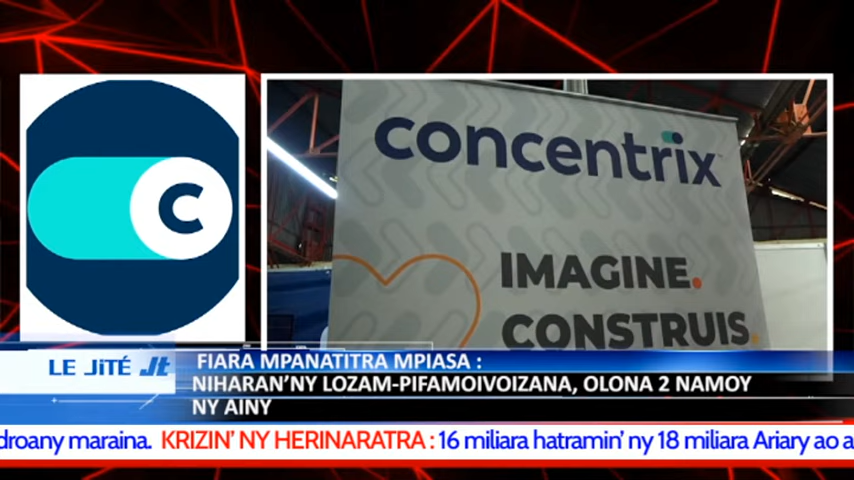 concentrix
IMAGINE.
CONSTRUIS.
LE JiTÉ Jt
FIARA MPANATITRA MPIASA :
NIHARAN'NY LOZAM-PIFAMOIVOIZANA, OLONA 2 NAMOY
NY AINY
droany maraina. KRIZIN' NY HERINARATRA : 16 miliara hatramin' ny 18 miliara Ariary ao a